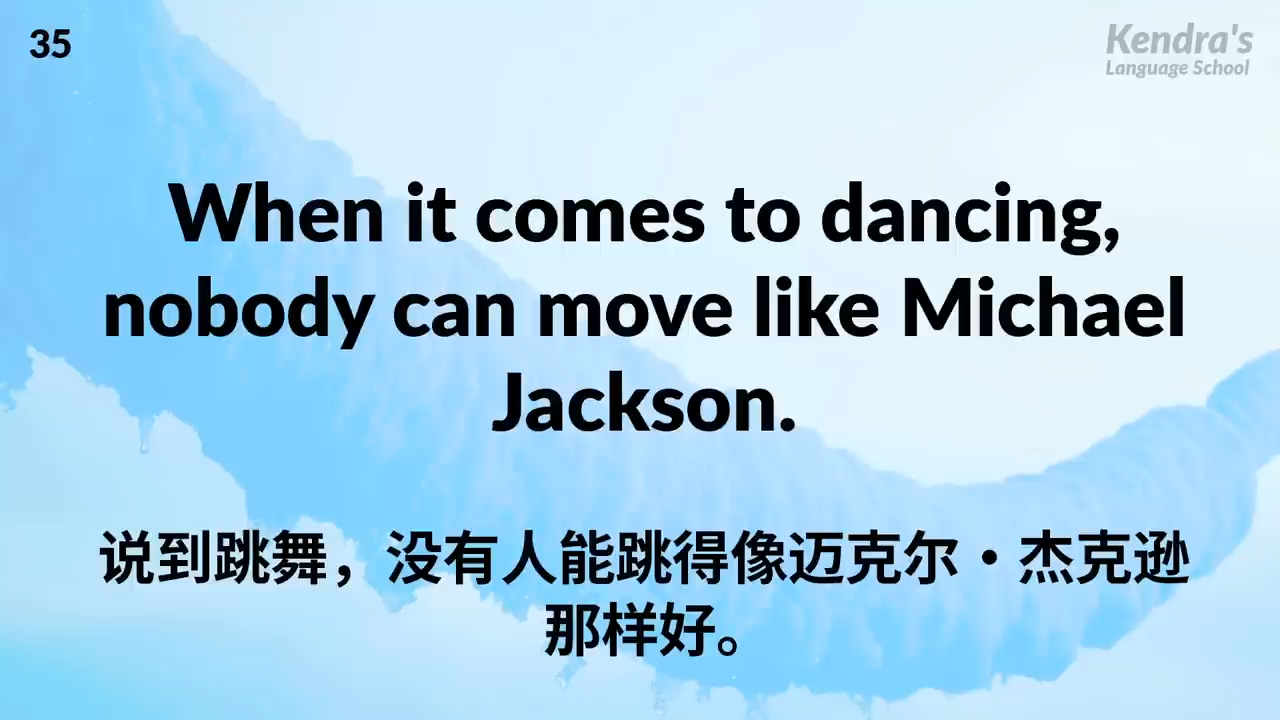 35
Kendra's
Language School
When it comes to dancing,
nobody can move like Michael
Jackson.
说到跳舞，没有人能跳得像迈克尔·杰克逊
那样好。